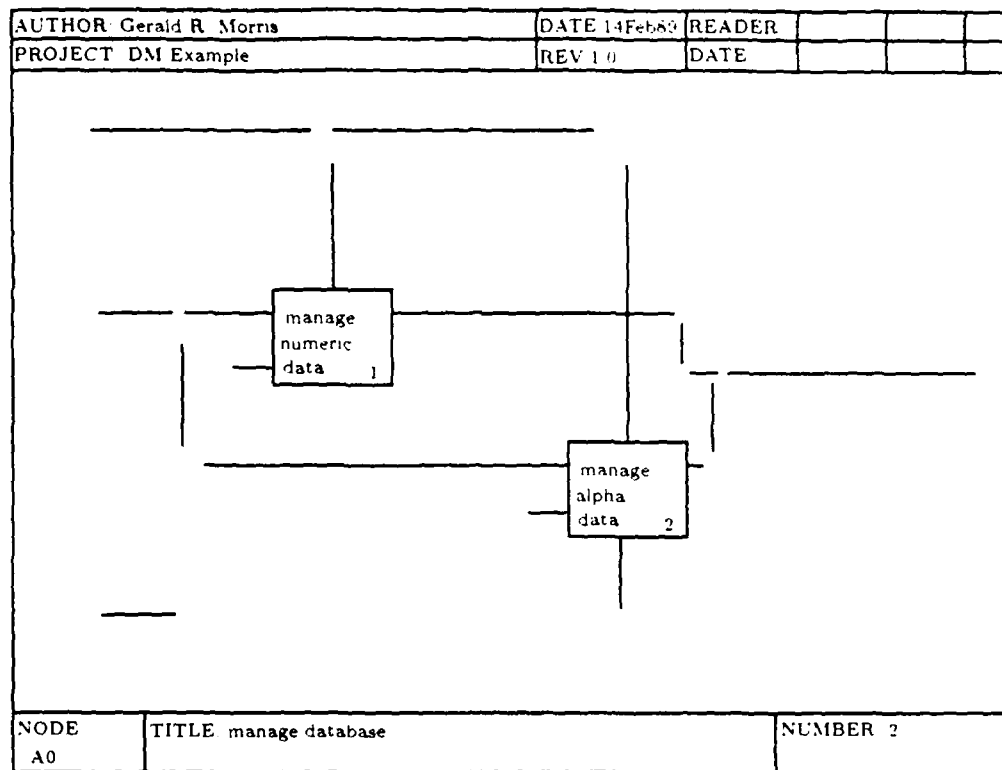 AUTHOR: Gerald R. Morris DATE 14Feb89 READER
PROJECT DM Example REV 1.0 DATE
manage
numeric
data 1
manage
alpha
data 2
NODE TITLE: manage database NUMBER 2
A0